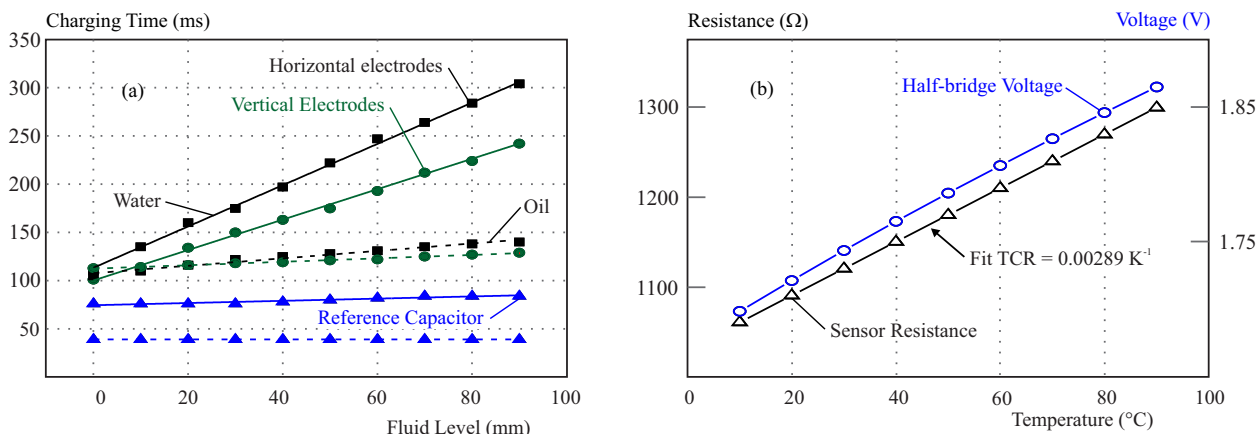 Charging Time (ms)
350
300
250
200
150
100
50
(a)
Horizontal electrodes
Vertical Electrodes
Water
Oil
Reference Capacitor
0 20 40 60 80 100
Fluid Level (mm)
Resistance (Ω)
Voltage (V)
1300
1200
1100
(b)
Half-bridge Voltage
1.85
1.75
Fit TCR = 0.00289 K⁻¹
Sensor Resistance
20 40 60 80 100
Temperature (°C)